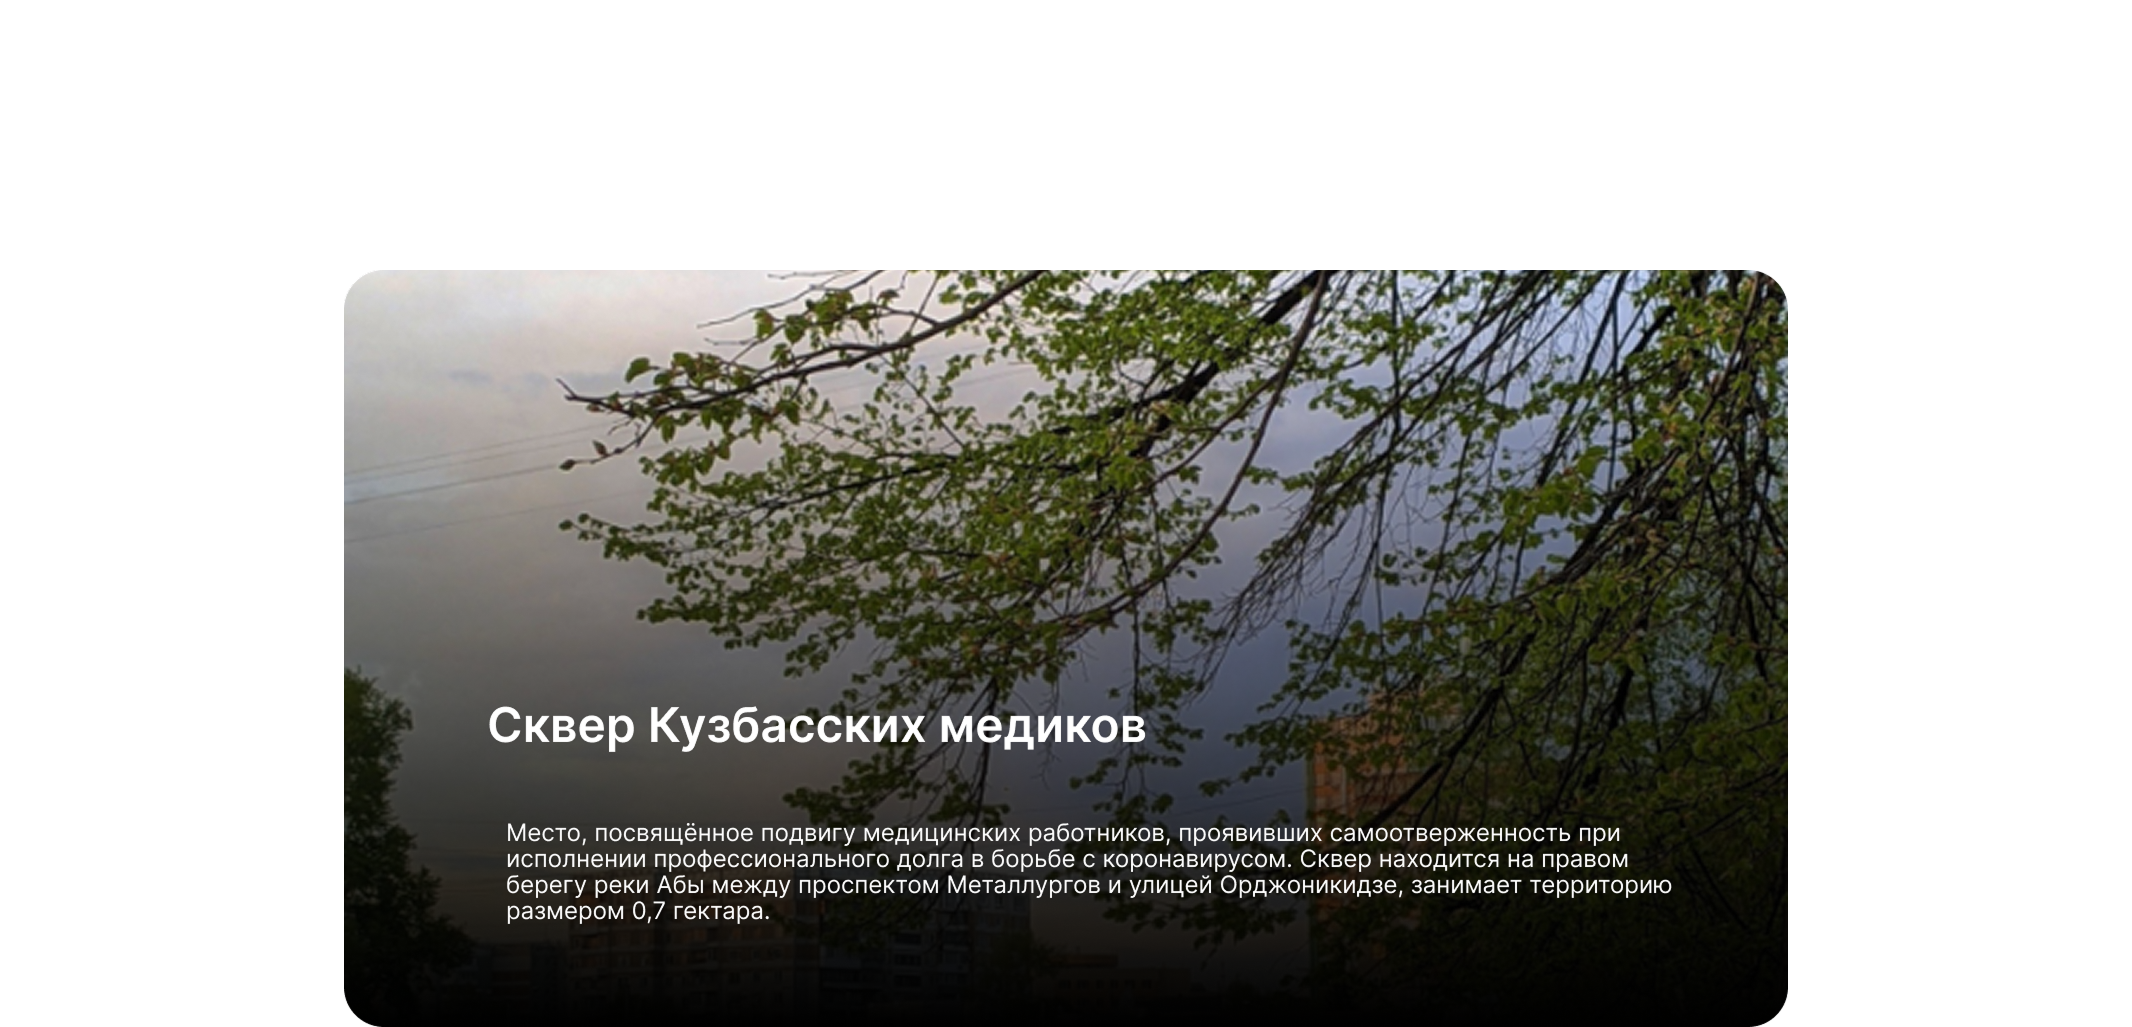 Сквер Кузбасских медиков
Место, посвящённое подвигу медицинских работников, проявивших самоотверженность при
исполнении профессионального долга в борьбе с коронавирусом. Сквер находится на правом
берегу реки Абы между проспектом Металлургов и улицей Орджоникидзе, занимает территорию
размером 0,7 гектара.